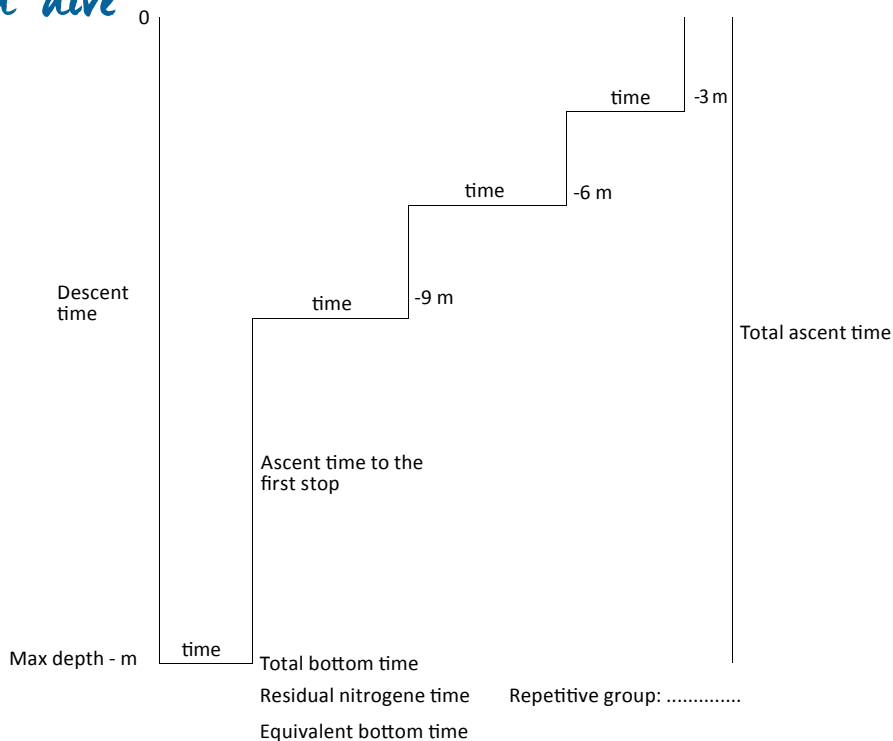 dive
0
time
-3 m
time
-6 m
Descent
time
time
-9 m
Total ascent time
Ascent time to the
first stop
Max depth - m
time
Total bottom time
Residual nitrogene time
Repetitive group: ..............
Equivalent bottom time